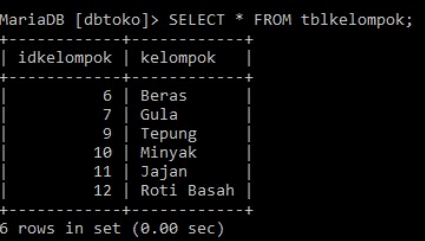 MariaDB [dbtoko]> SELECT * FROM tblkelompok;
+------------+------------+
| idkelompok | kelompok   |
+------------+------------+
|          6 | Beras      |
|          7 | Gula       |
|          9 | Tepung     |
|         10 | Minyak     |
|         11 | Jajan      |
|         12 | Roti Basah |
+------------+------------+
6 rows in set (0.00 sec)